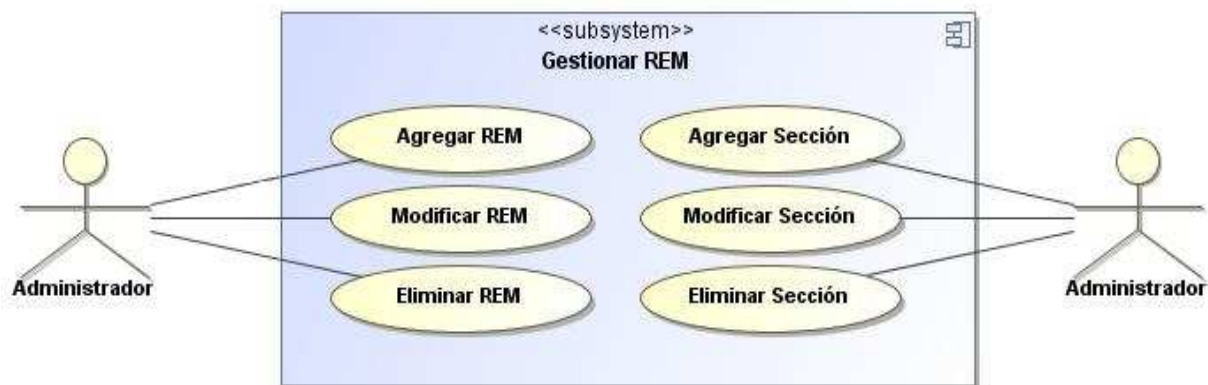 <<subsystem>>
Gestionar REM
Agregar REM
Agregar Sección
Modificar REM
Modificar Sección
Eliminar REM
Eliminar Sección
Administrador
Administrador